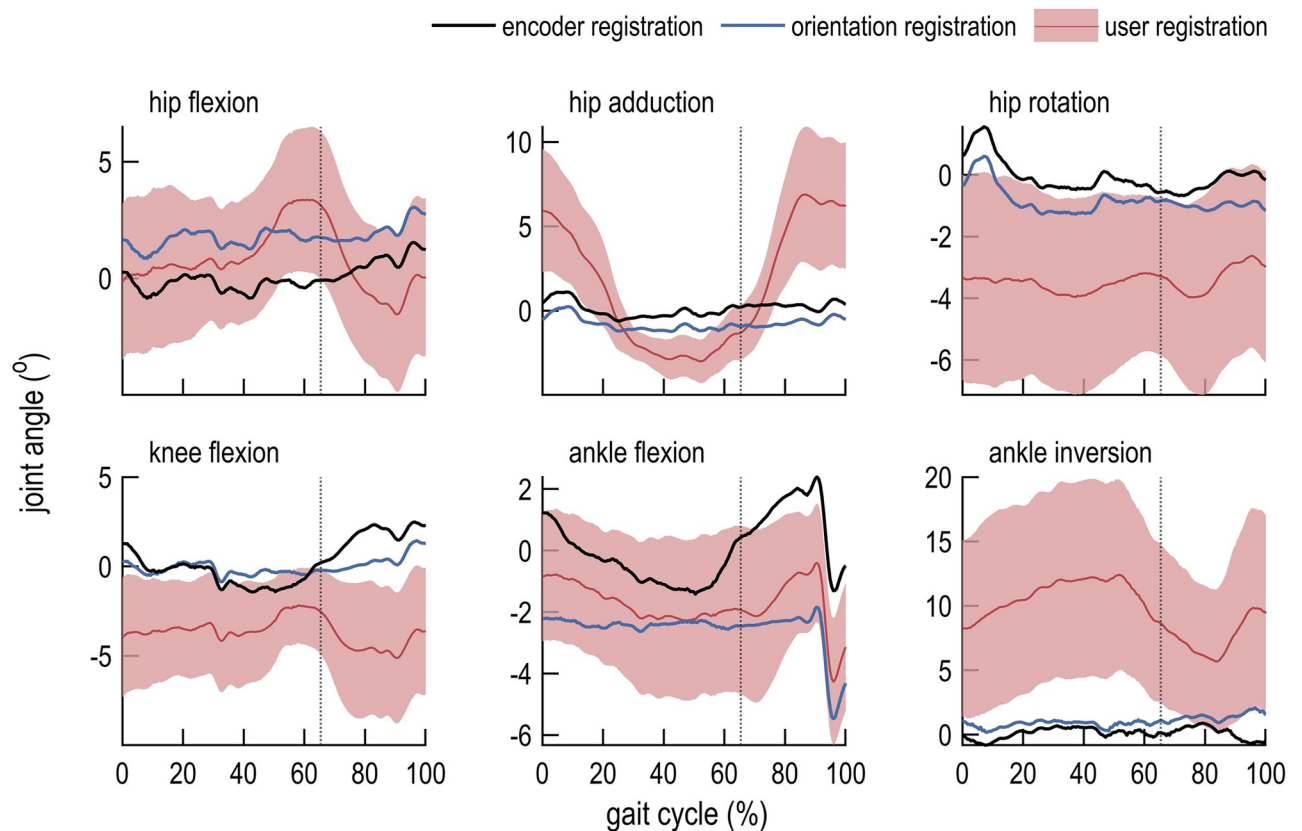 encoder registration orientation registration user registration
hip flexion hip adduction hip rotation
5 10 0
0 5 -2
0 -4
-6
knee flexion ankle flexion ankle inversion
5 2 20
0 0 15
-5 -2 10
-4 5
-6 0
0 20 40 60 80 100 0 20 40 60 80 100 0 20 40 60 80 100
joint angle (°)
gait cycle (%)